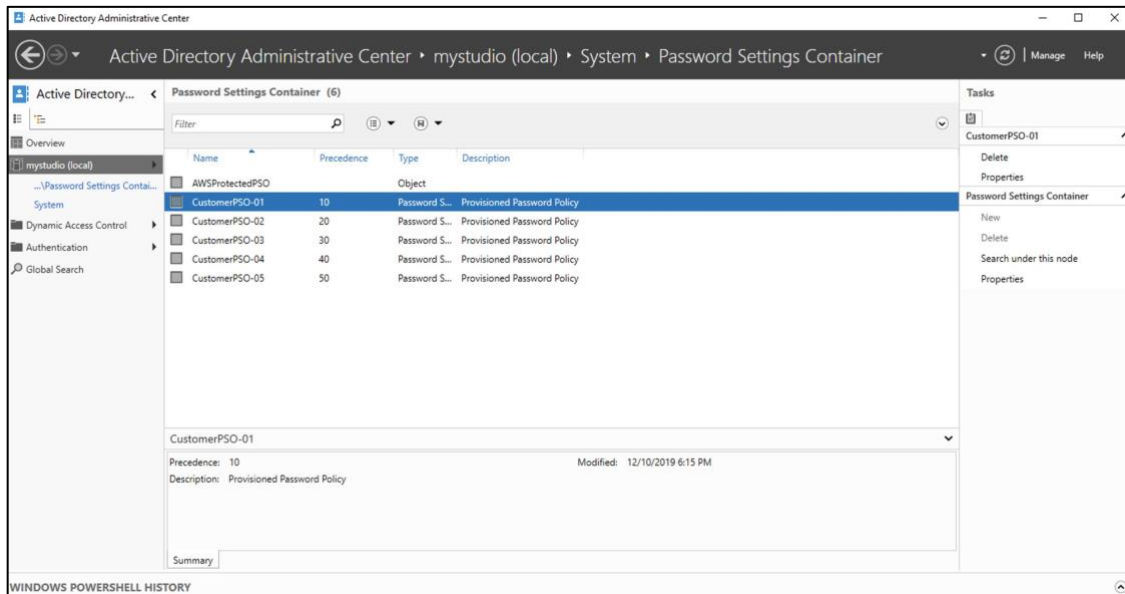 Active Directory Administrative Center
Active Directory Administrative Center • mystudio (local) • System • Password Settings Container
Manage
Help
Active Directory...
Overview
mystudio (local)
...\Password Settings Contai...
System
Dynamic Access Control
Authentication
Global Search
Password Settings Container (6)
Filter
Name Precedence Type Description
AWSProtectedPSO Object
CustomerPSO-01 10 Password S... Provisioned Password Policy
CustomerPSO-02 20 Password S... Provisioned Password Policy
CustomerPSO-03 30 Password S... Provisioned Password Policy
CustomerPSO-04 40 Password S... Provisioned Password Policy
CustomerPSO-05 50 Password S... Provisioned Password Policy
CustomerPSO-01
Precedence: 10 Modified: 12/10/2019 6:15 PM
Description: Provisioned Password Policy
Summary
Tasks
CustomerPSO-01
Delete
Properties
Password Settings Container
New
Delete
Search under this node
Properties
WINDOWS POWERSHELL HISTORY